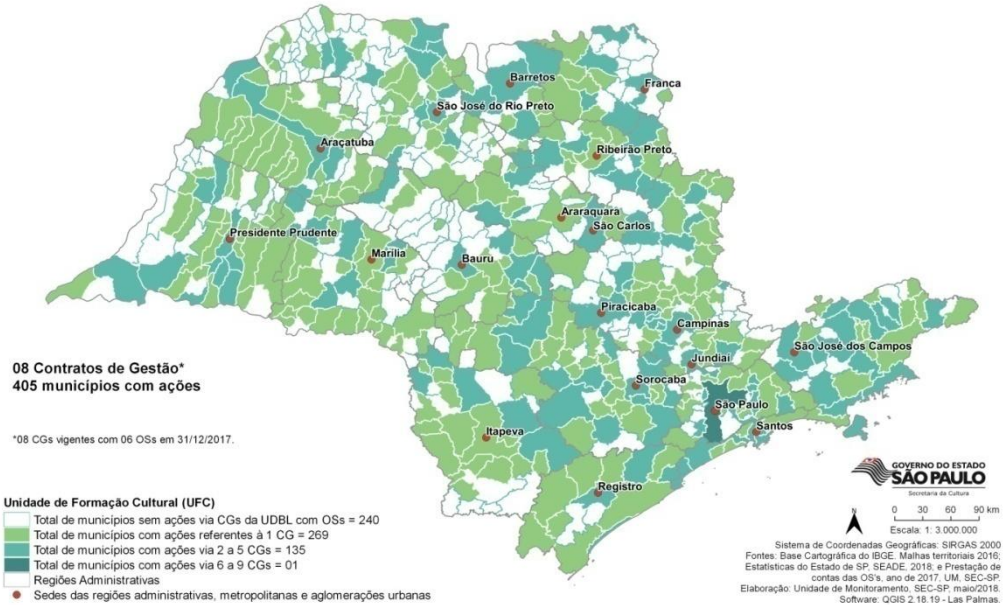 Barretos
Franca
São José do Rio Preto
Araçatuba
Ribeirão Preto
Araraquara
São Carlos
Presidente Prudente
Marília
Bauru
Piracicaba
Campinas
São José dos Campos
Jundiaí
Sorocaba
São Paulo
Santos
Itapeva
Registro
08 Contratos de Gestão*
405 municípios com ações
*08 CGs vigentes com 06 OSs em 31/12/2017.
Unidade de Formação Cultural (UFC)
Total de municípios sem ações via CGs da UDBL com OSs = 240
Total de municípios com ações referentes à 1 CG = 269
Total de municípios com ações via 2 a 5 CGs = 135
Total de municípios com ações via 6 a 9 CGs = 01
Regiões Administrativas
Sedes das regiões administrativas, metropolitanas e aglomerações urbanas
GOVERNO DO ESTADO
SÃO PAULO
Secretaria da Cultura
N
0 30 60 90 km
Escala: 1: 3.000.000
Sistema de Coordenadas Geográficas: SIRGAS 2000
Fontes: Base Cartográfica do IBGE. Malhas territoriais 2016;
Estatísticas do Estado de SP, SEADE, 2018; e Prestação de
contas das OS's, ano de 2017, UM, SEC-SP.
Elaboração: Unidade de Monitoramento, SEC-SP, maio/2018.
Software: QGIS 2.18.19 - Las Palmas.